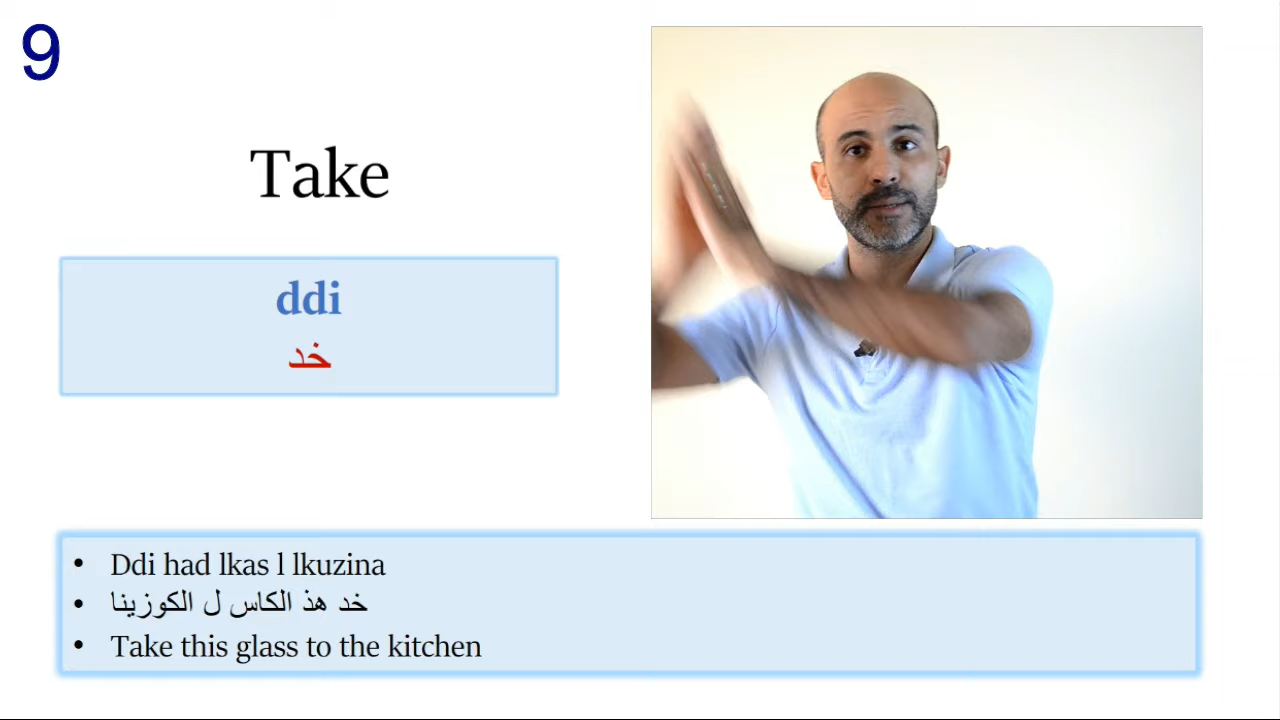 9
Take
ddi
خد
• Ddi had lkas l lkuzina
• خد هذ الكاس ل الكوزينا
• Take this glass to the kitchen